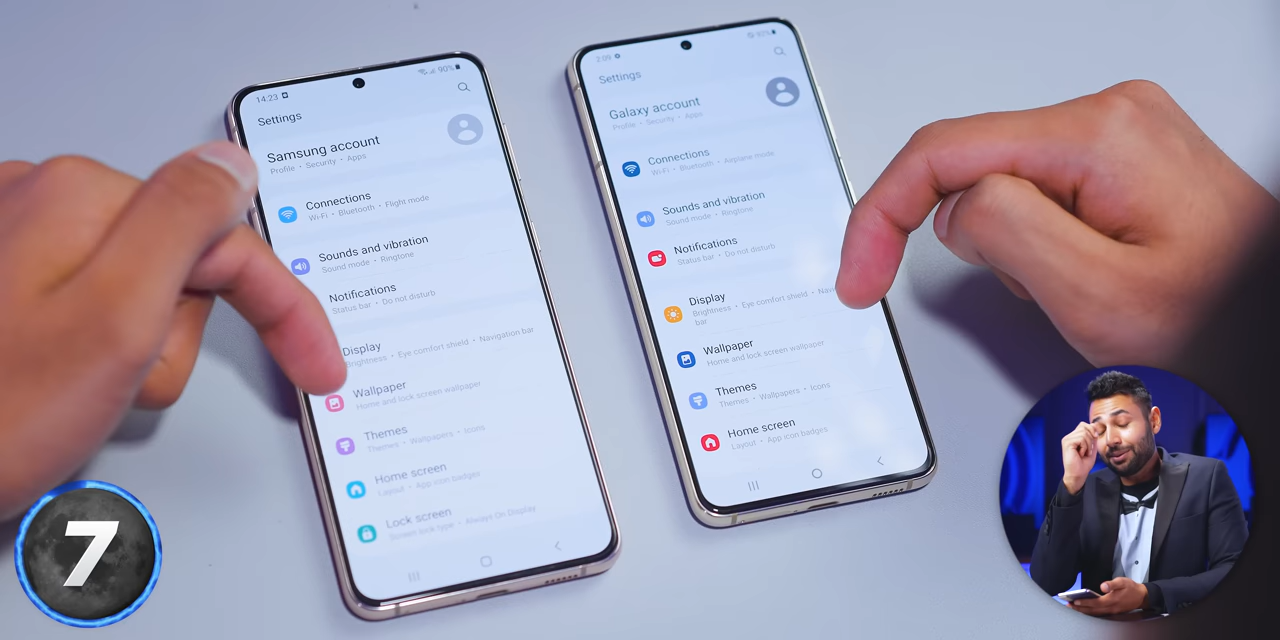 14:23
90%
Settings
Samsung account
Profile • Security • Apps
Connections
Wi-Fi • Bluetooth • Flight mode
Sounds and vibration
Sound mode • Ringtone
Notifications
Status bar • Do not disturb
Display
Brightness • Eye comfort shield • Navigation bar
Wallpaper
Home and lock screen wallpaper
Themes
Themes • Wallpapers • Icons
Home screen
Layout • App icon badges
Lock screen
Screen lock type • Always On Display
2:09
92%
Settings
Galaxy account
Profile • Security • Apps
Connections
Wi-Fi • Bluetooth • Airplane mode
Sounds and vibration
Sound mode • Ringtone
Notifications
Status bar • Do not disturb
Display
Brightness • Eye comfort shield •
bar
Wallpaper
Home and lock screen wallpaper
Themes
Themes • Wallpapers • Icons
Home screen
Layout • App icon badges
7